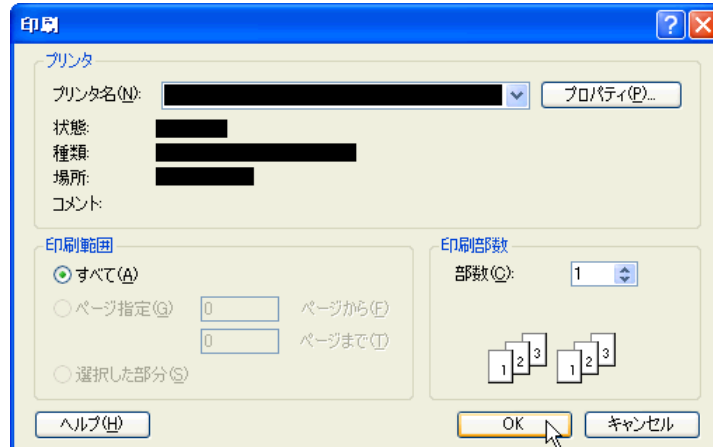 印刷
プリンタ
プリンタ名(N): プロパティ(P)...
状態:
種類:
場所:
コメント:
印刷範囲
すべて(A)
ページ指定(G) 0 ページから(F)
0 ページまで(T)
選択した部分(S)
印刷部数
部数(C): 1
1 2 3 1 2 3
ヘルプ(H) OK キャンセル